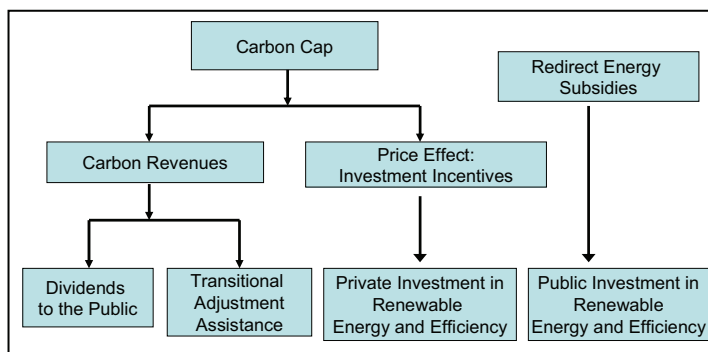 Carbon Cap
Redirect Energy
Subsidies
Carbon Revenues
Price Effect:
Investment Incentives
Dividends
to the Public
Transitional
Adjustment
Assistance
Private Investment in
Renewable
Energy and Efficiency
Public Investment in
Renewable
Energy and Efficiency